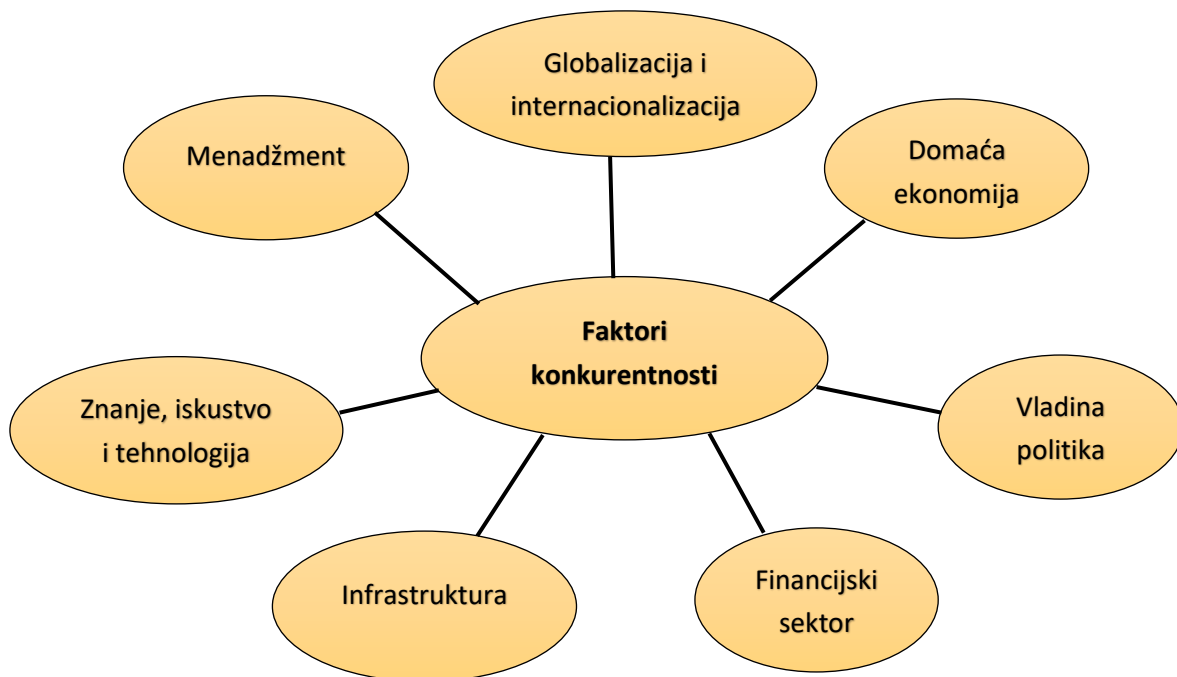 Globalizacija i
internacionalizacija
Menadžment
Domaća
ekonomija
Faktori
konkurentnosti
Znanje, iskustvo
i tehnologija
Vladina
politika
Infrastruktura
Financijski
sektor